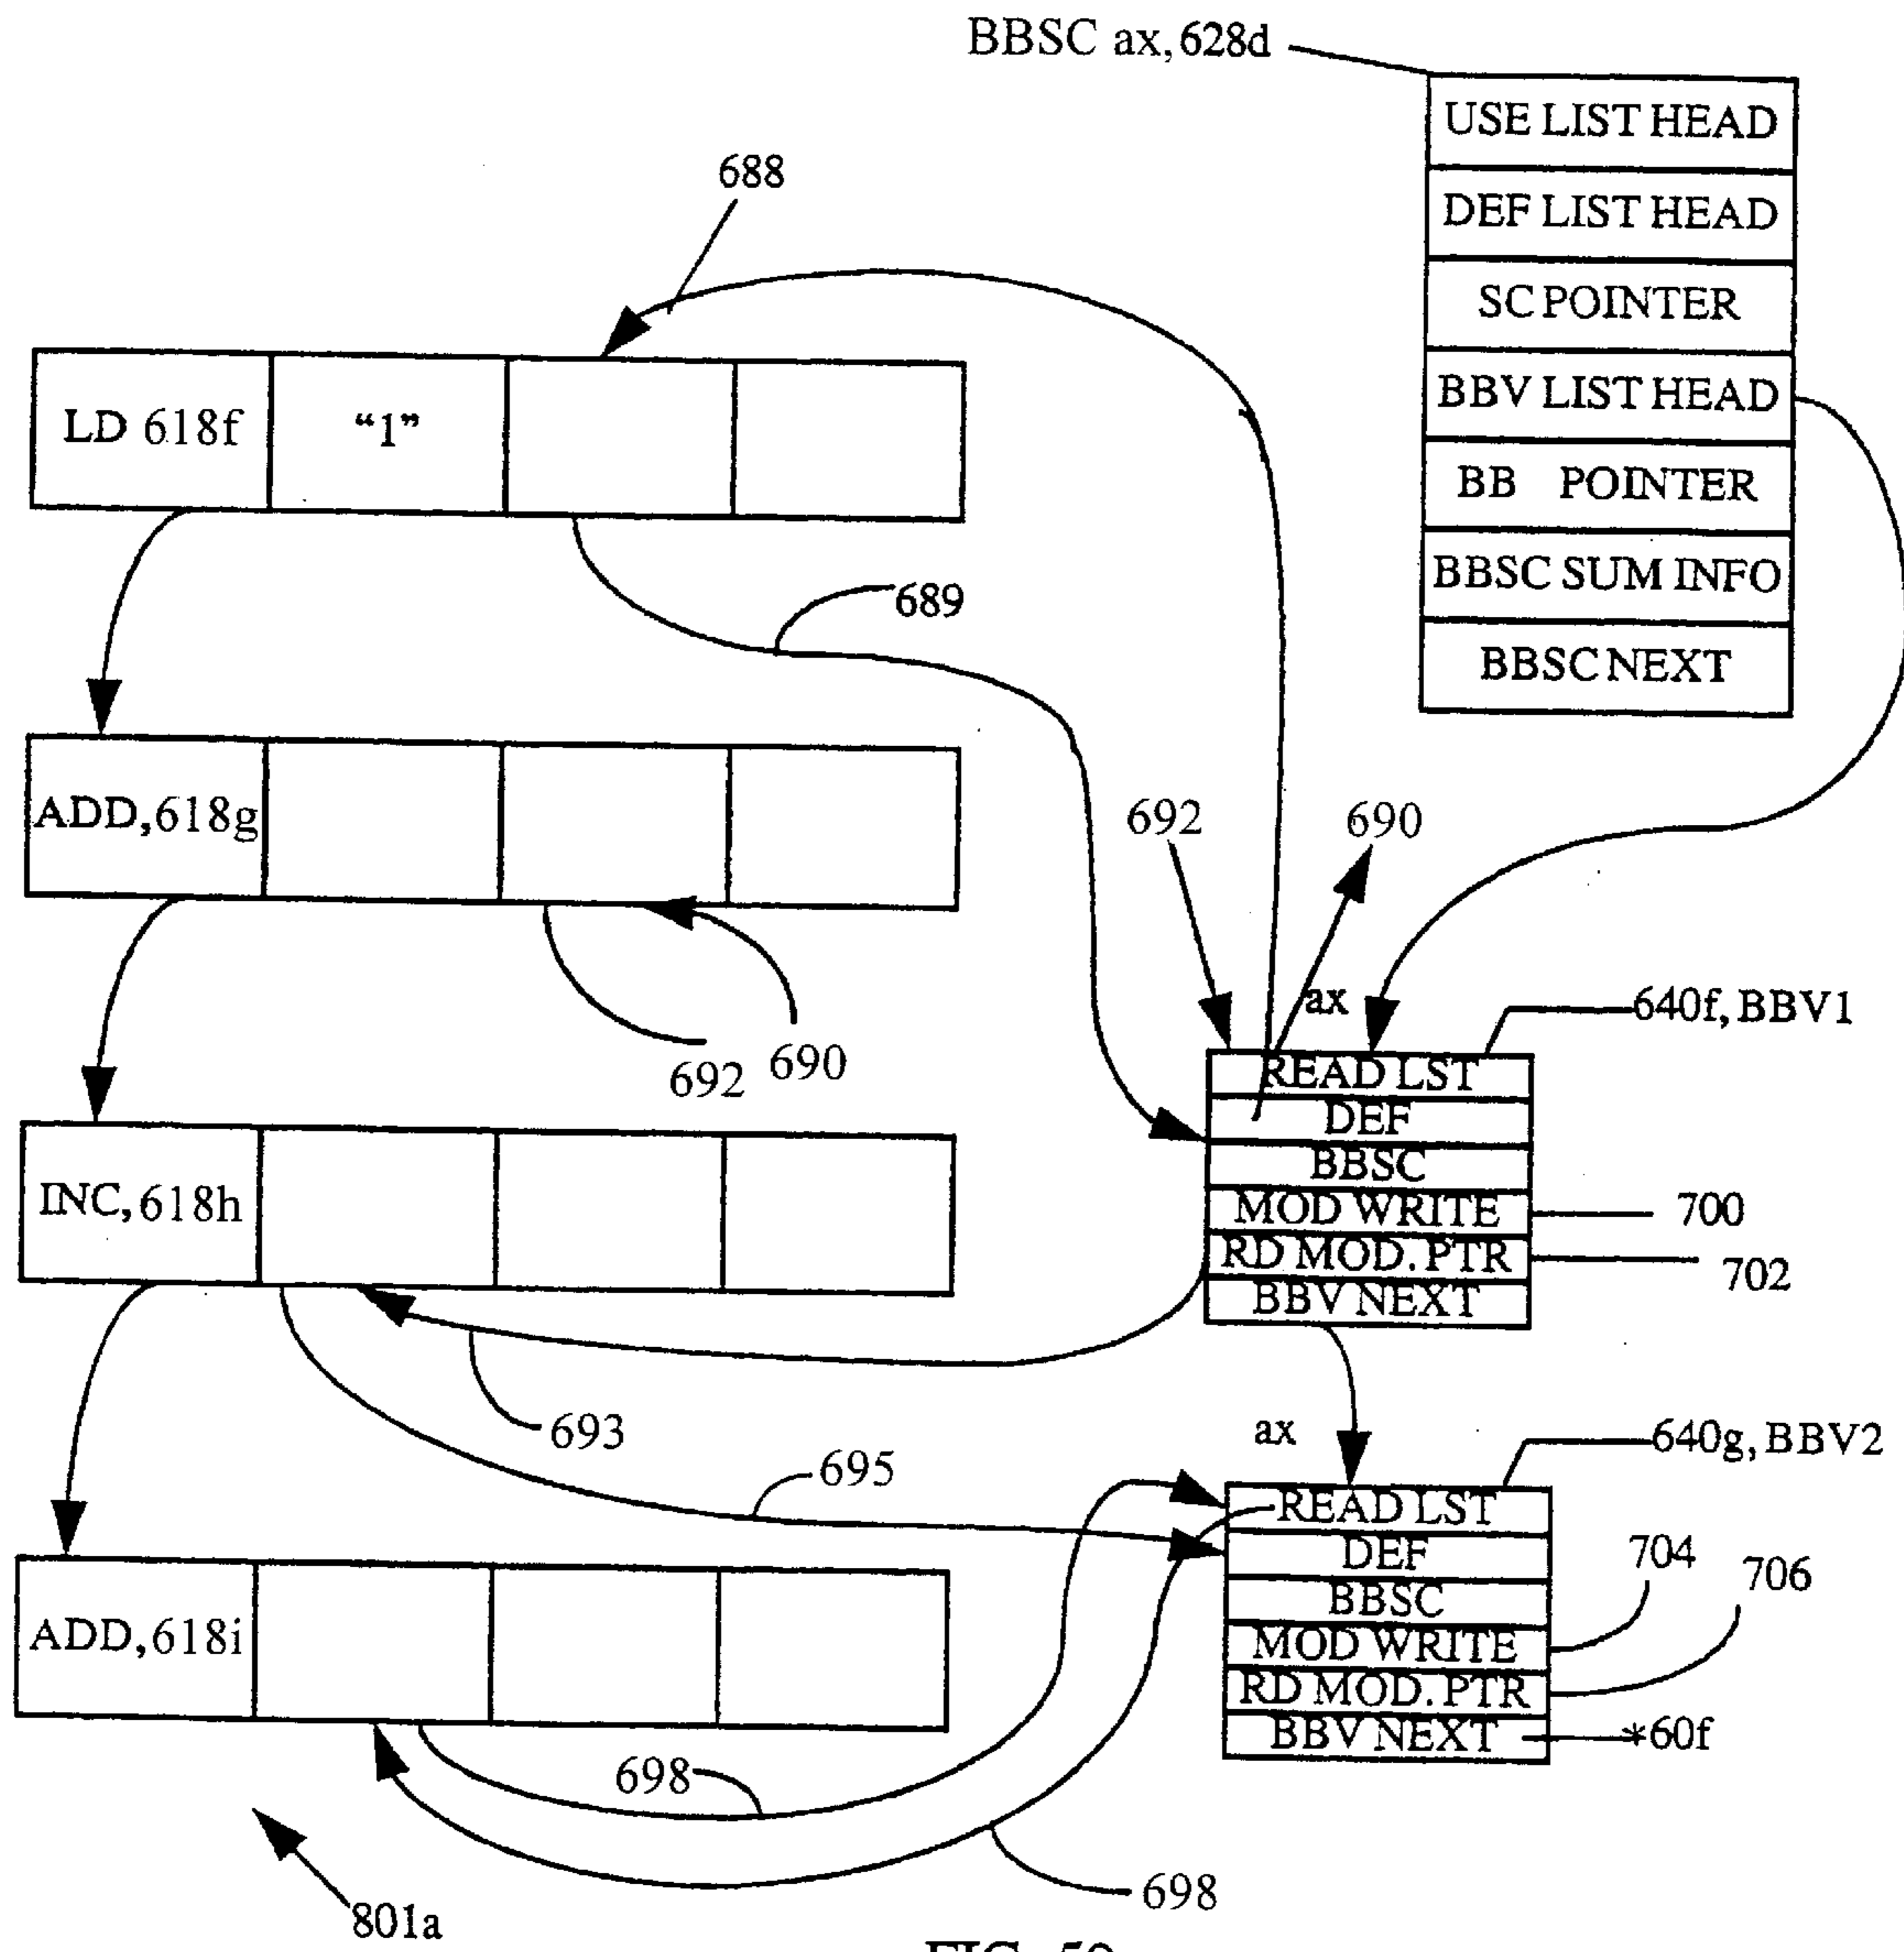 BBSC ax, 628d
USE LIST HEAD
DEF LIST HEAD
SC POINTER
BBV LIST HEAD
BB POINTER
BBSC SUM INFO
BBSC NEXT
688
LD 618f "1"
689
ADD, 618g
692
690
692
690
ax
640f, BBV1
READ LST
DEF
BBSC
MOD WRITE
700
RD MOD. PTR
702
BBV NEXT
INC, 618h
693
695
ax
640g, BBV2
READ LST
DEF
BBSC
MOD WRITE
704
RD MOD. PTR
706
BBV NEXT
*60f
ADD, 618i
698
698
801a